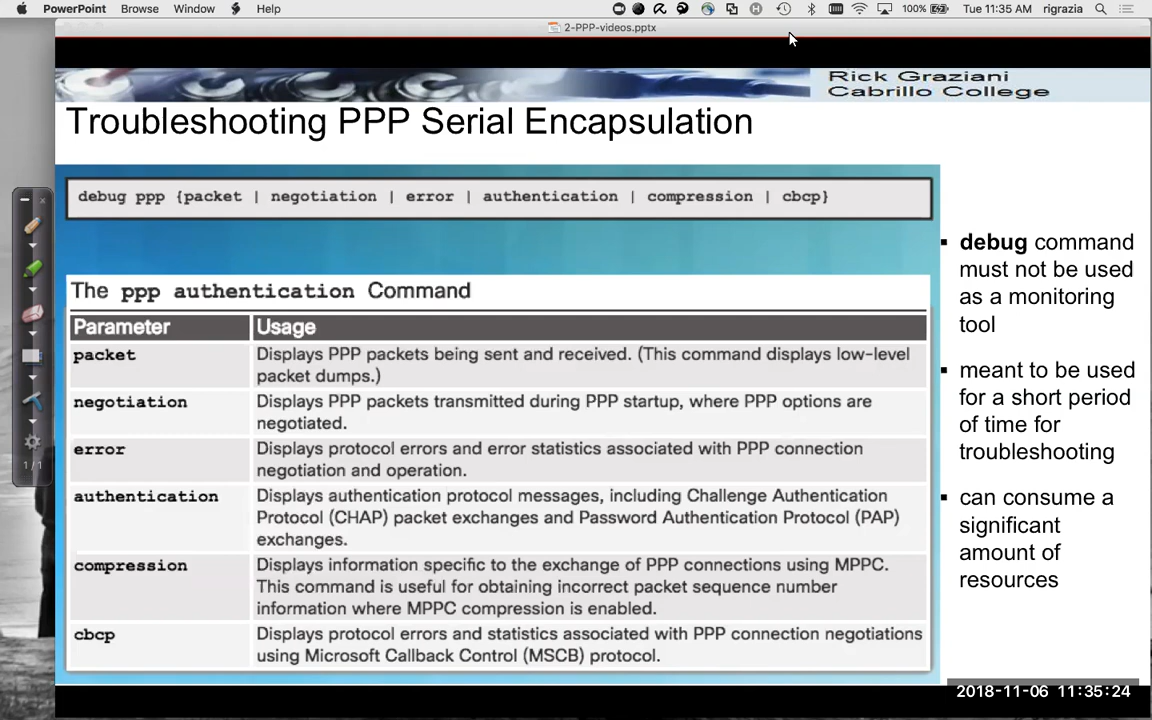 PowerPoint Browse Window Help 100% Tue 11:35 AM rigrazia
2-PPP-videos.pptx
Rick Graziani
Cabrillo College
Troubleshooting PPP Serial Encapsulation
debug ppp {packet | negotiation | error | authentication | compression | cbcp}
The ppp authentication Command
Parameter Usage
packet Displays PPP packets being sent and received. (This command displays low-level
packet dumps.)
negotiation Displays PPP packets transmitted during PPP startup, where PPP options are
negotiated.
error Displays protocol errors and error statistics associated with PPP connection
negotiation and operation.
authentication Displays authentication protocol messages, including Challenge Authentication
Protocol (CHAP) packet exchanges and Password Authentication Protocol (PAP)
exchanges.
compression Displays information specific to the exchange of PPP connections using MPPC.
This command is useful for obtaining incorrect packet sequence number
information where MPPC compression is enabled.
cbcp Displays protocol errors and statistics associated with PPP connection negotiations
using Microsoft Callback Control (MSCB) protocol.
▪ debug command
must not be used
as a monitoring
tool
▪ meant to be used
for a short period
of time for
troubleshooting
▪ can consume a
significant
amount of
resources
1/1
2018-11-06 11:35:24